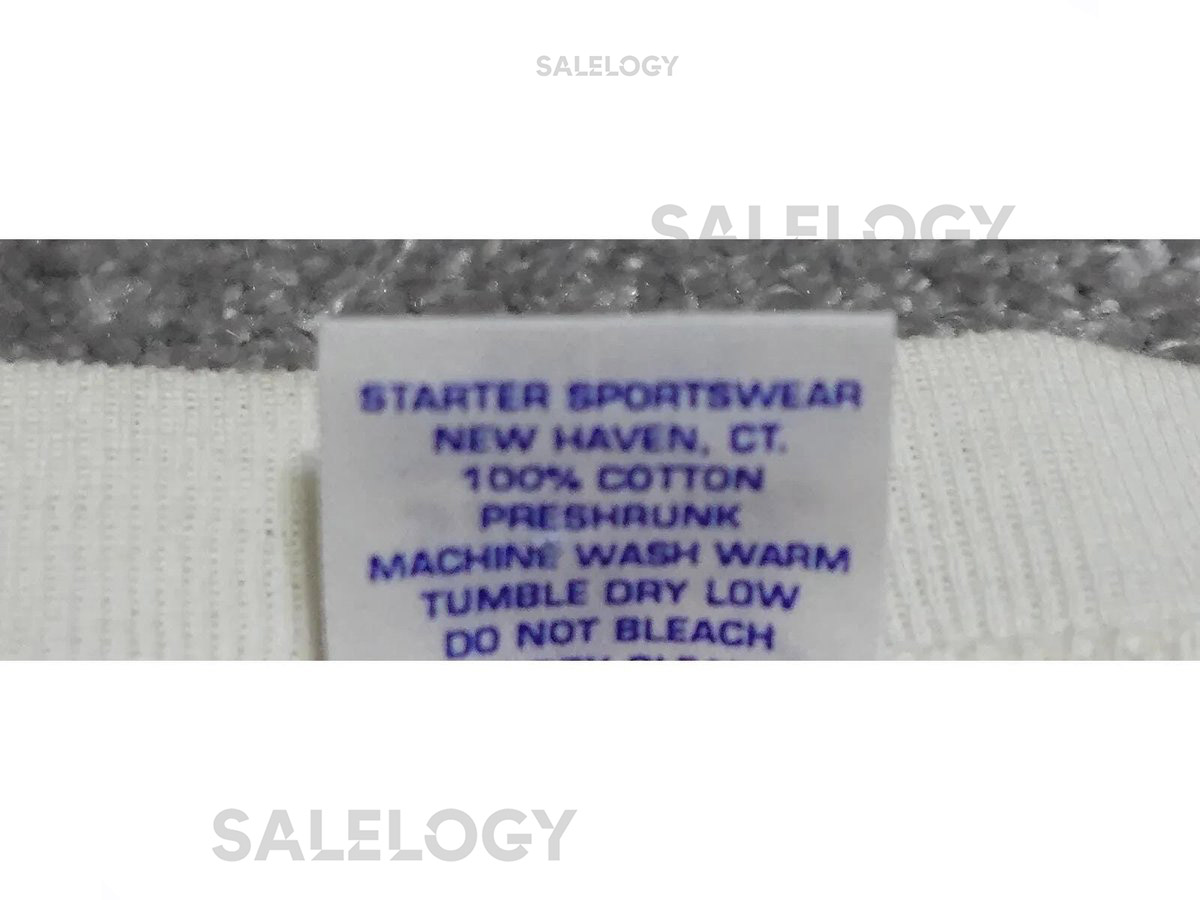 SALELOGY
SALELOGY
STARTER SPORTSWEAR
NEW HAVEN, CT.
100% COTTON
PRESHRUNK
MACHINE WASH WARM
TUMBLE DRY LOW
DO NOT BLEACH
SALELOGY